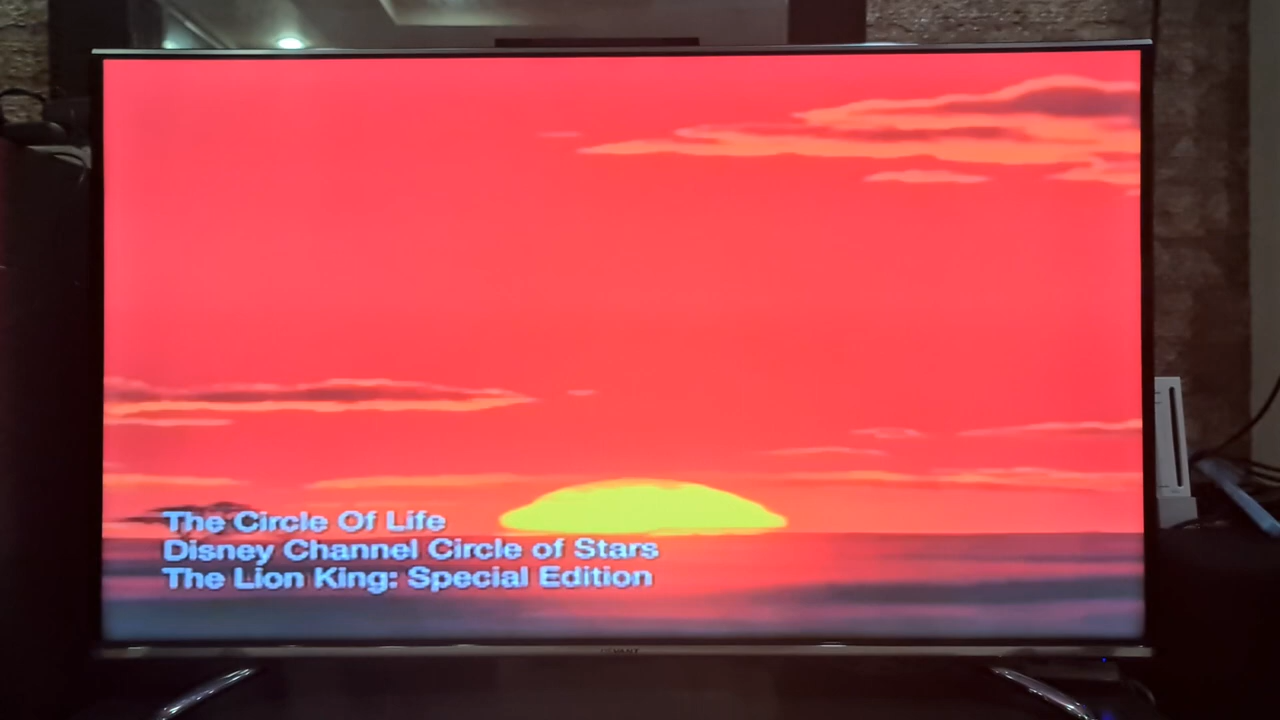 The Circle Of Life
Disney Channel Circle of Stars
The Lion King: Special Edition